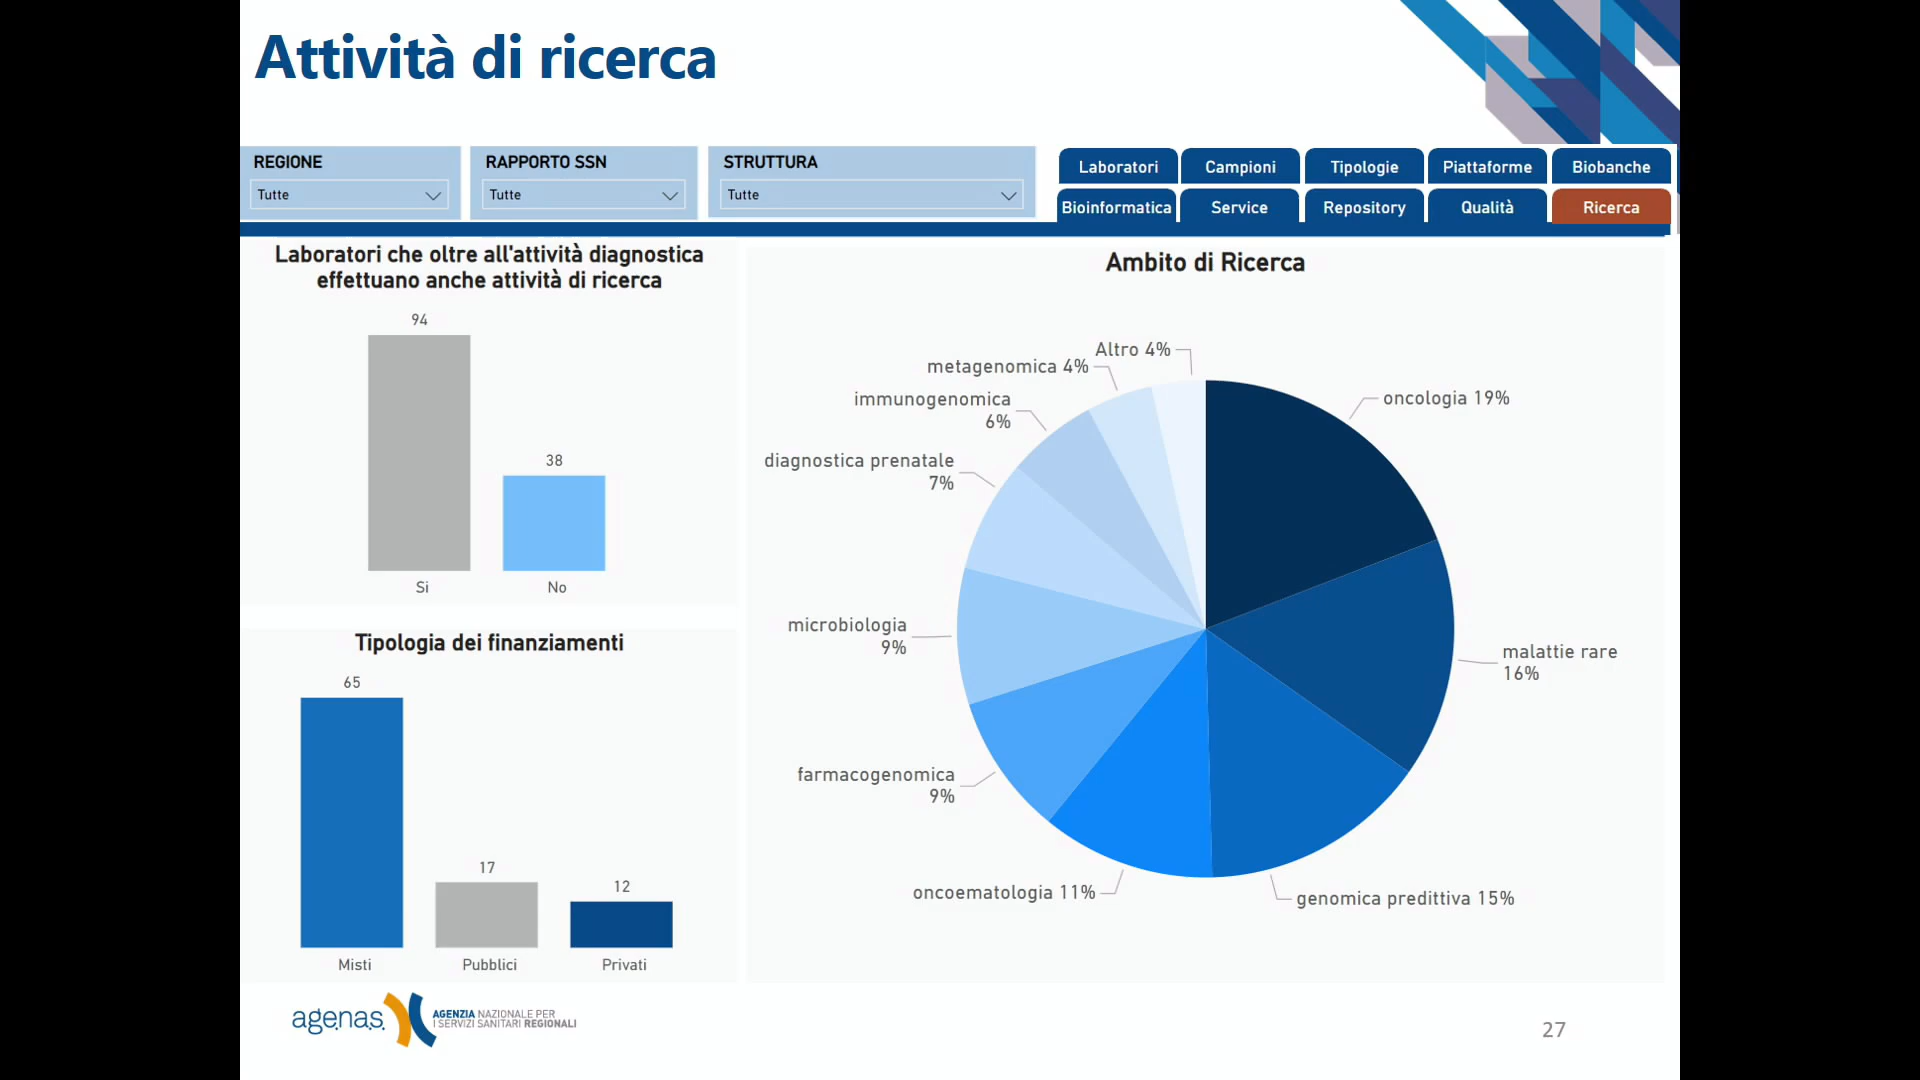 Attività di ricerca
REGIONE
Tutte
RAPPORTO SSN
Tutte
STRUTTURA
Tutte
Laboratori
Campioni
Tipologie
Piattaforme
Biobanche
Bioinformatica
Service
Repository
Qualità
Ricerca
Laboratori che oltre all'attività diagnostica
effettuano anche attività di ricerca
94
38
Si
No
Tipologia dei finanziamenti
65
17
12
Misti
Pubblici
Privati
Ambito di Ricerca
Altro 4%
metagenomica 4%
immunogenomica
6%
diagnostica prenatale
7%
microbiologia
9%
farmacogenomica
9%
oncoematologia 11%
oncologia 19%
malattie rare
16%
genomica predittiva 15%
agenas.
AGENZIA NAZIONALE PER
I SERVIZI SANITARI REGIONALI
27